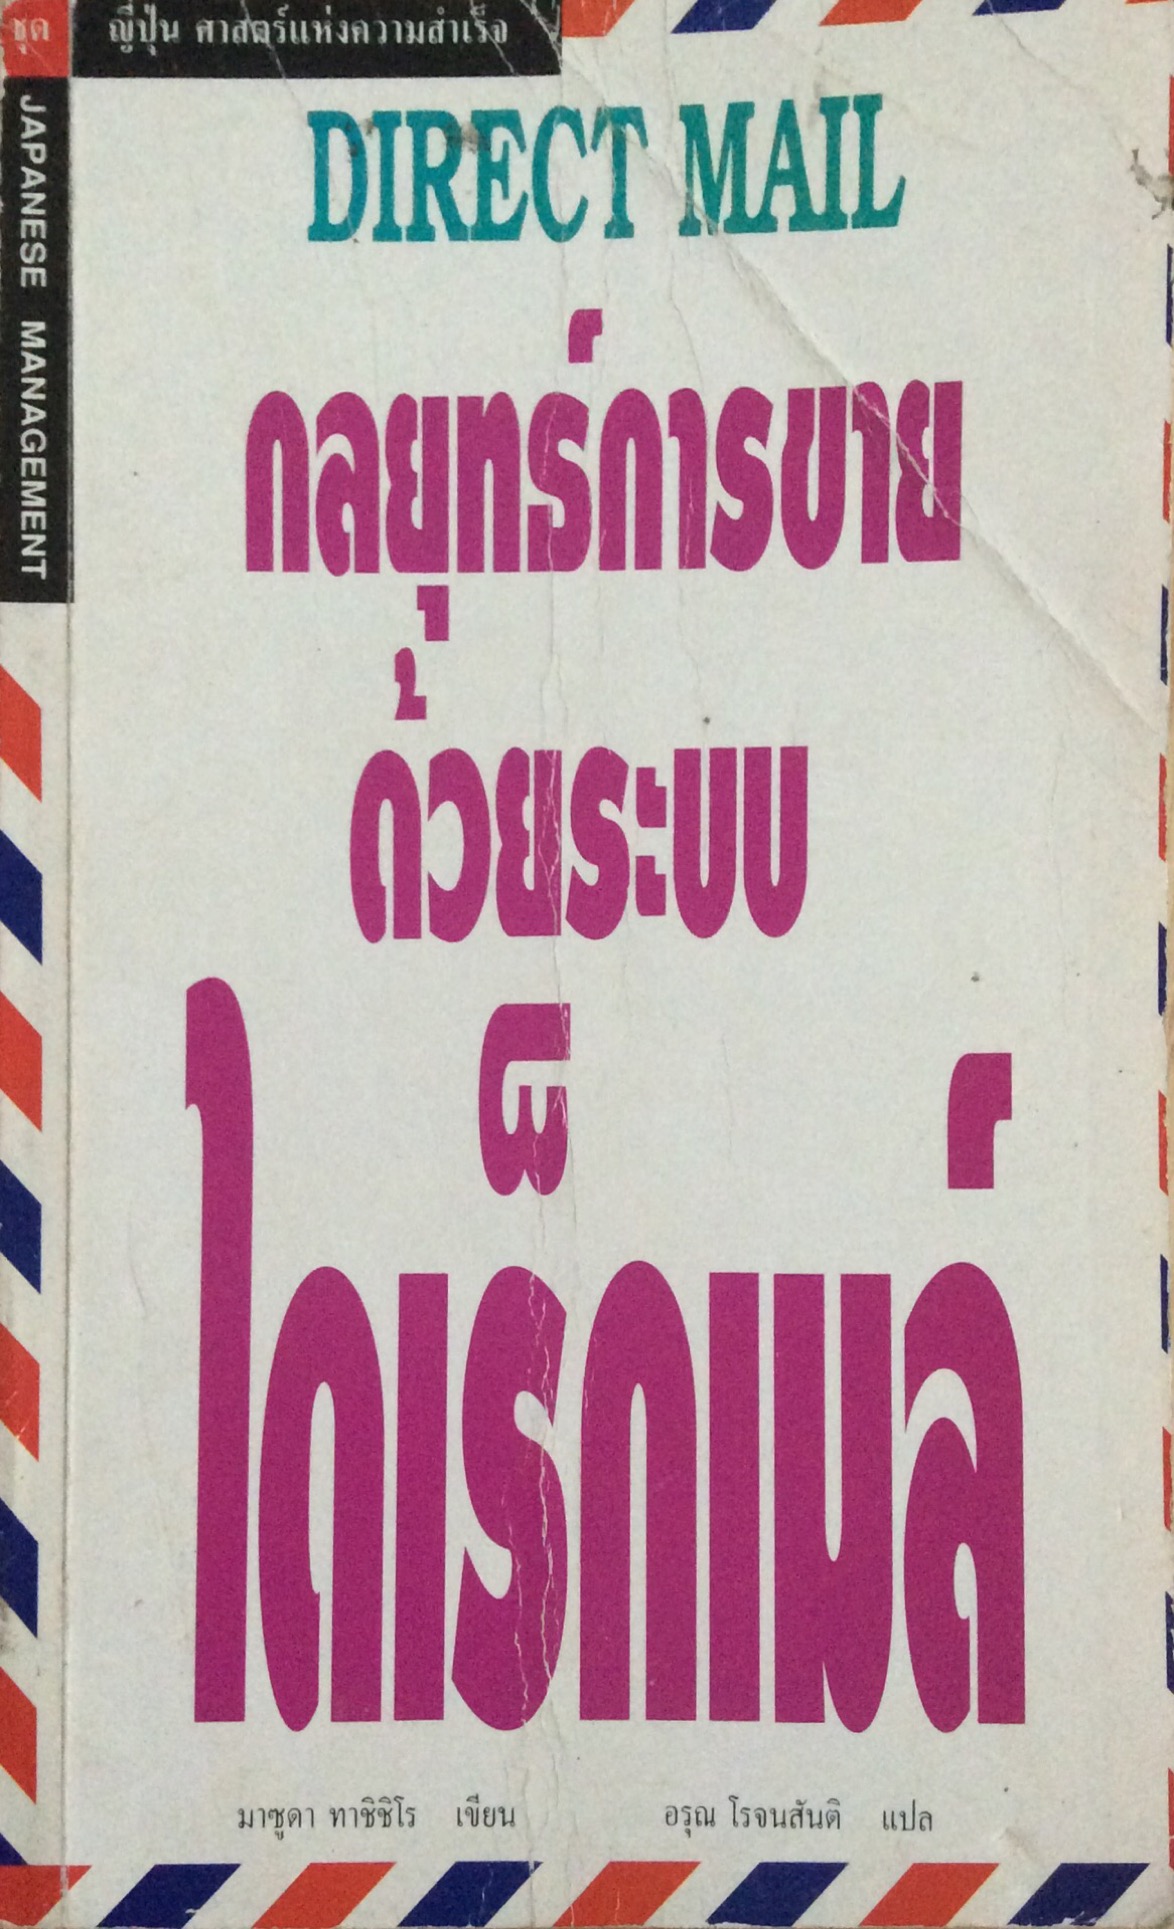 ชุด ญี่ปุ่น ศาสตร์แห่งความสำเร็จ
JAPANESE MANAGEMENT
DIRECT MAIL
กลยุทธ์การขาย
ด้วยระบบ
ไดเร็กเมล์
มาซูดา ทาชิชิโร เขียน
อรุณ โรจนสันติ แปล